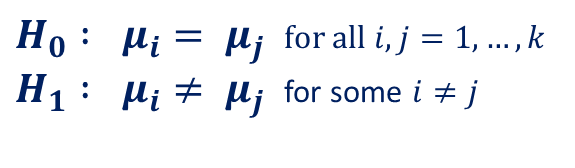 H₀ : μᵢ = μⱼ for all i, j = 1, ..., k
H₁ : μᵢ ≠ μⱼ for some i ≠ j